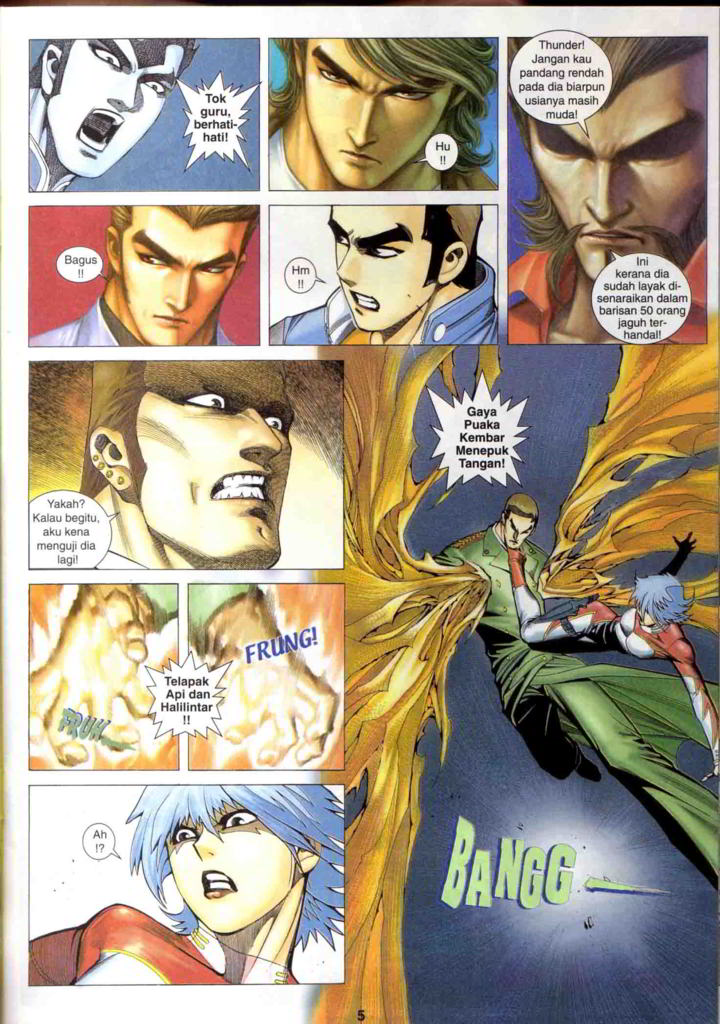 Tok
guru,
berhati-
hati!
Hu
!!
Thunder!
Jangan kau
pandang rendah
pada dia biarpun
usianya masih
muda!
Bagus
!!
Hm
!!
Ini
kerana dia
sudah layak di-
senaraikan dalam
barisan 50 orang
jaguh ter-
handal!
Yakah?
Kalau begitu,
aku kena
menguji dia
lagi!
Gaya
Puaka
Kembar
Menepuk
Tangan!
FRUH
Telapak
Api dan
Halilintar
!!
FRUNG!
Ah
!?
BANGG
5